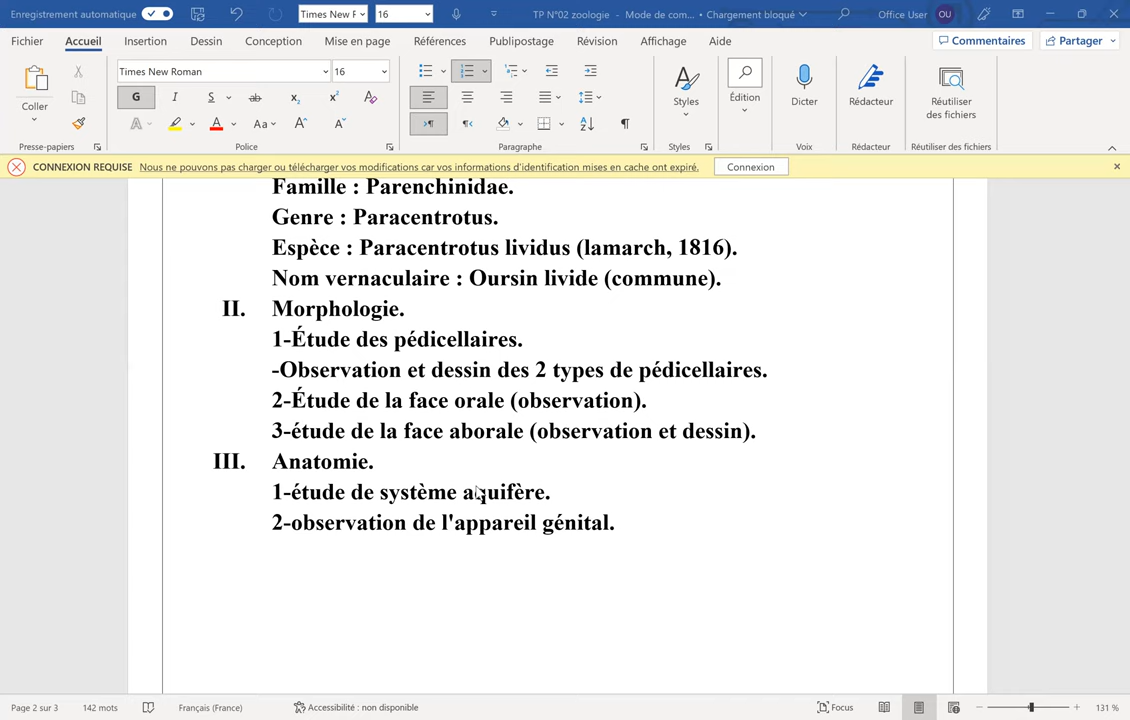 Enregistrement automatique Times New F 16 TP N°02 zoologie - Mode de com... • Chargement bloqué Office User OU
Fichier Accueil Insertion Dessin Conception Mise en page Références Publipostage Révision Affichage Aide Commentaires Partager
Times New Roman 16
Coller G I S ab x₂ x² A Aa A A Styles Édition Dicter Rédacteur Réutiliser des fichiers
Presse-papiers Police Paragraphe Styles Voix Rédacteur Réutiliser des fichiers
CONNEXION REQUISE Nous ne pouvons pas charger ou télécharger vos modifications car vos informations d'identification mises en cache ont expiré. Connexion
Famille : Parenchinidae.
Genre : Paracentrotus.
Espèce : Paracentrotus lividus (lamarch, 1816).
Nom vernaculaire : Oursin livide (commune).
II. Morphologie.
1-Étude des pédicellaires.
-Observation et dessin des 2 types de pédicellaires.
2-Étude de la face orale (observation).
3-étude de la face aborale (observation et dessin).
III. Anatomie.
1-étude de système aquifère.
2-observation de l'appareil génital.
Page 2 sur 3 142 mots Français (France) Accessibilité : non disponible Focus 131 %